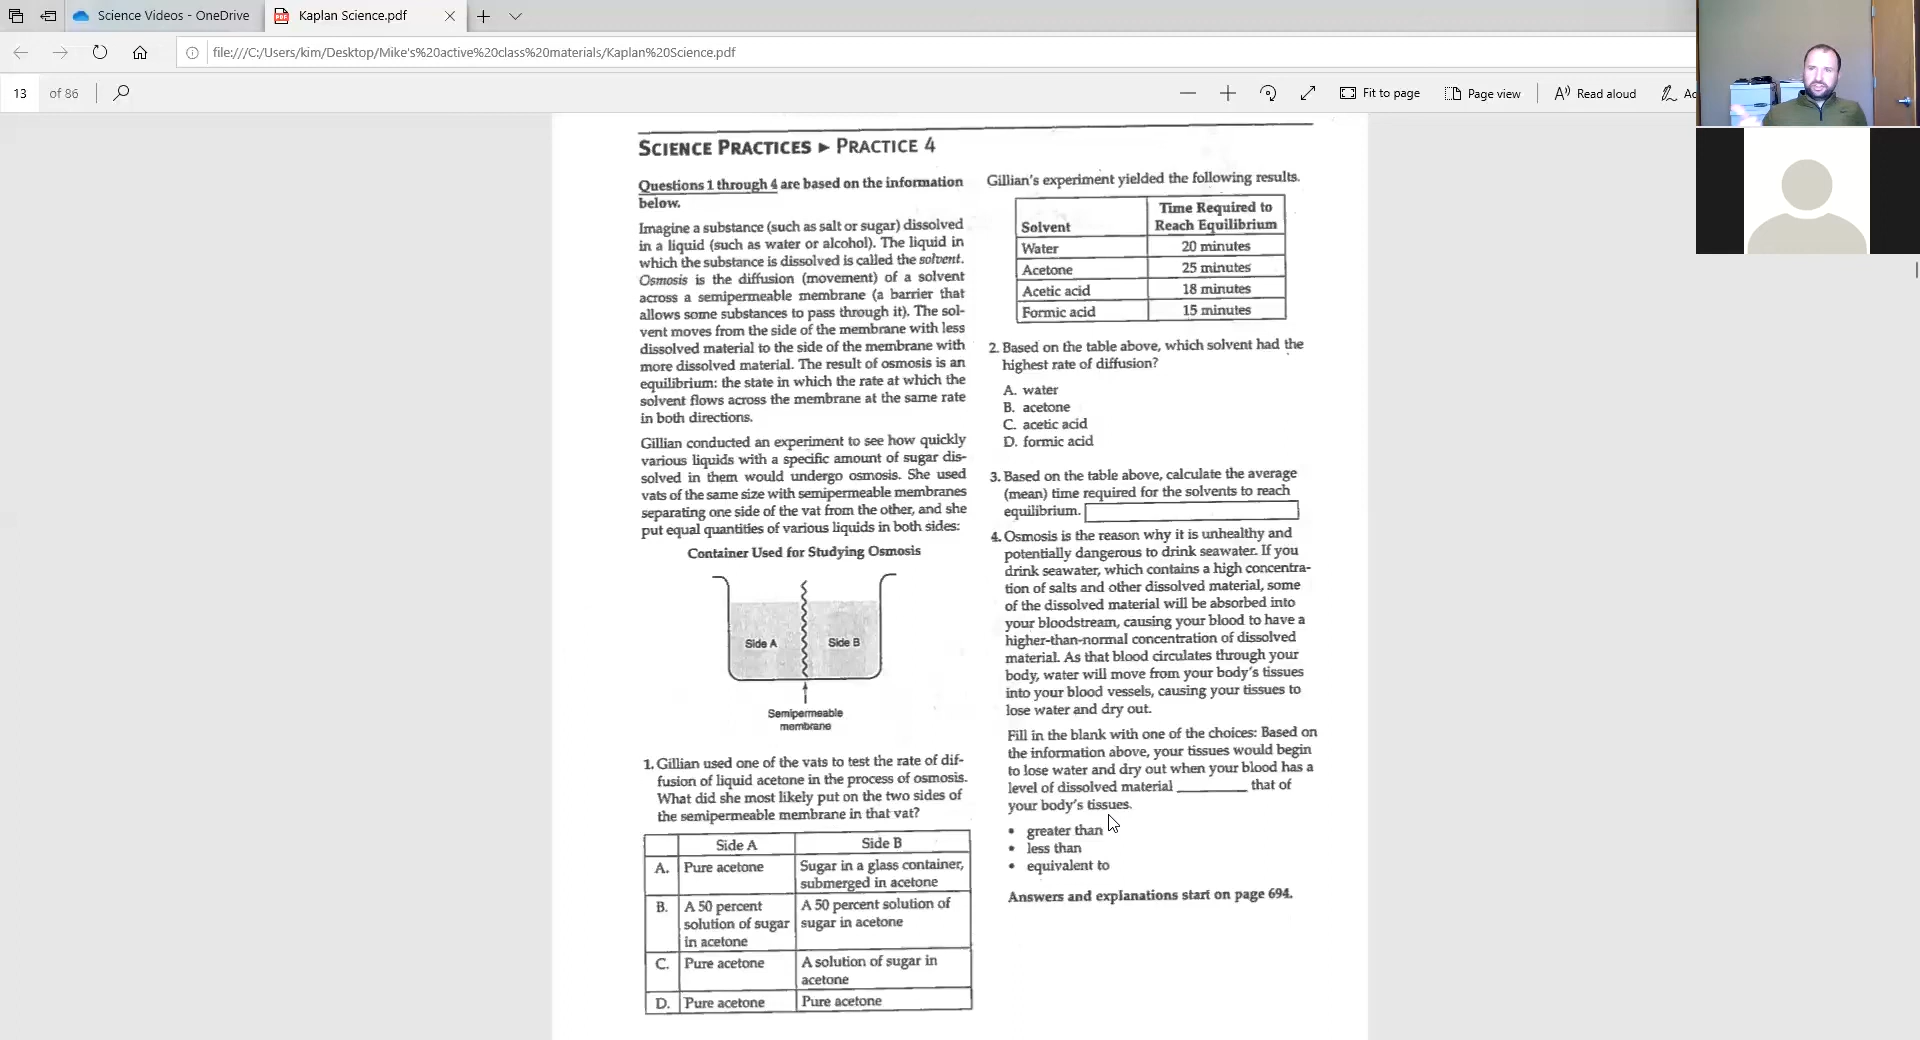 Science Videos - OneDrive
Kaplan Science.pdf
file:///C:/Users/kim/Desktop/Mike's%20active%20class%20materials/Kaplan%20Science.pdf
13 of 86
Fit to page
Page view
Read aloud
SCIENCE PRACTICES ▶ PRACTICE 4
Questions 1 through 4 are based on the information
below.
Imagine a substance (such as salt or sugar) dissolved
in a liquid (such as water or alcohol). The liquid in
which the substance is dissolved is called the solvent.
Osmosis is the diffusion (movement) of a solvent
across a semipermeable membrane (a barrier that
allows some substances to pass through it). The sol-
vent moves from the side of the membrane with less
dissolved material to the side of the membrane with
more dissolved material. The result of osmosis is an
equilibrium: the state in which the rate at which the
solvent flows across the membrane at the same rate
in both directions.
Gillian conducted an experiment to see how quickly
various liquids with a specific amount of sugar dis-
solved in them would undergo osmosis. She used
vats of the same size with semipermeable membranes
separating one side of the vat from the other, and she
put equal quantities of various liquids in both sides:
Container Used for Studying Osmosis
Side A
Side B
Semipermeable
membrane
1. Gillian used one of the vats to test the rate of dif-
fusion of liquid acetone in the process of osmosis.
What did she most likely put on the two sides of
the semipermeable membrane in that vat?
Side A Side B
A. Pure acetone Sugar in a glass container,
submerged in acetone
B. A 50 percent A 50 percent solution of
solution of sugar sugar in acetone
in acetone
C. Pure acetone A solution of sugar in
acetone
D. Pure acetone Pure acetone
Gillian's experiment yielded the following results.
Time Required to
Solvent Reach Equilibrium
Water 20 minutes
Acetone 25 minutes
Acetic acid 18 minutes
Formic acid 15 minutes
2. Based on the table above, which solvent had the
highest rate of diffusion?
A. water
B. acetone
C. acetic acid
D. formic acid
3. Based on the table above, calculate the average
(mean) time required for the solvents to reach
equilibrium.
4. Osmosis is the reason why it is unhealthy and
potentially dangerous to drink seawater. If you
drink seawater, which contains a high concentra-
tion of salts and other dissolved material, some
of the dissolved material will be absorbed into
your bloodstream, causing your blood to have a
higher-than-normal concentration of dissolved
material. As that blood circulates through your
body, water will move from your body's tissues
into your blood vessels, causing your tissues to
lose water and dry out.
Fill in the blank with one of the choices: Based on
the information above, your tissues would begin
to lose water and dry out when your blood has a
level of dissolved material ________ that of
your body's tissues.
• greater than
• less than
• equivalent to
Answers and explanations start on page 694.